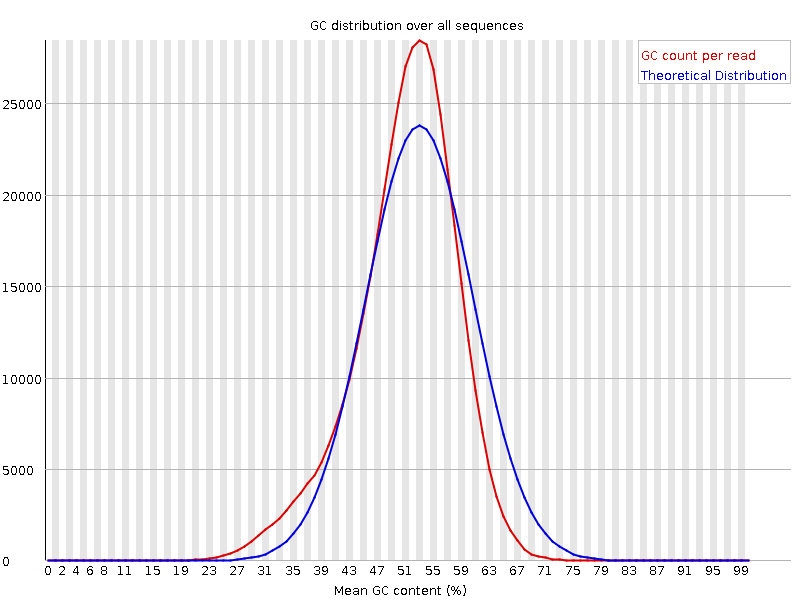 GC distribution over all sequences
GC count per read
Theoretical Distribution
25000
20000
15000
10000
5000
0
0 2 4 6 8 11 15 19 23 27 31 35 39 43 47 51 55 59 63 67 71 75 79 83 87 91 95 99
Mean GC content (%)